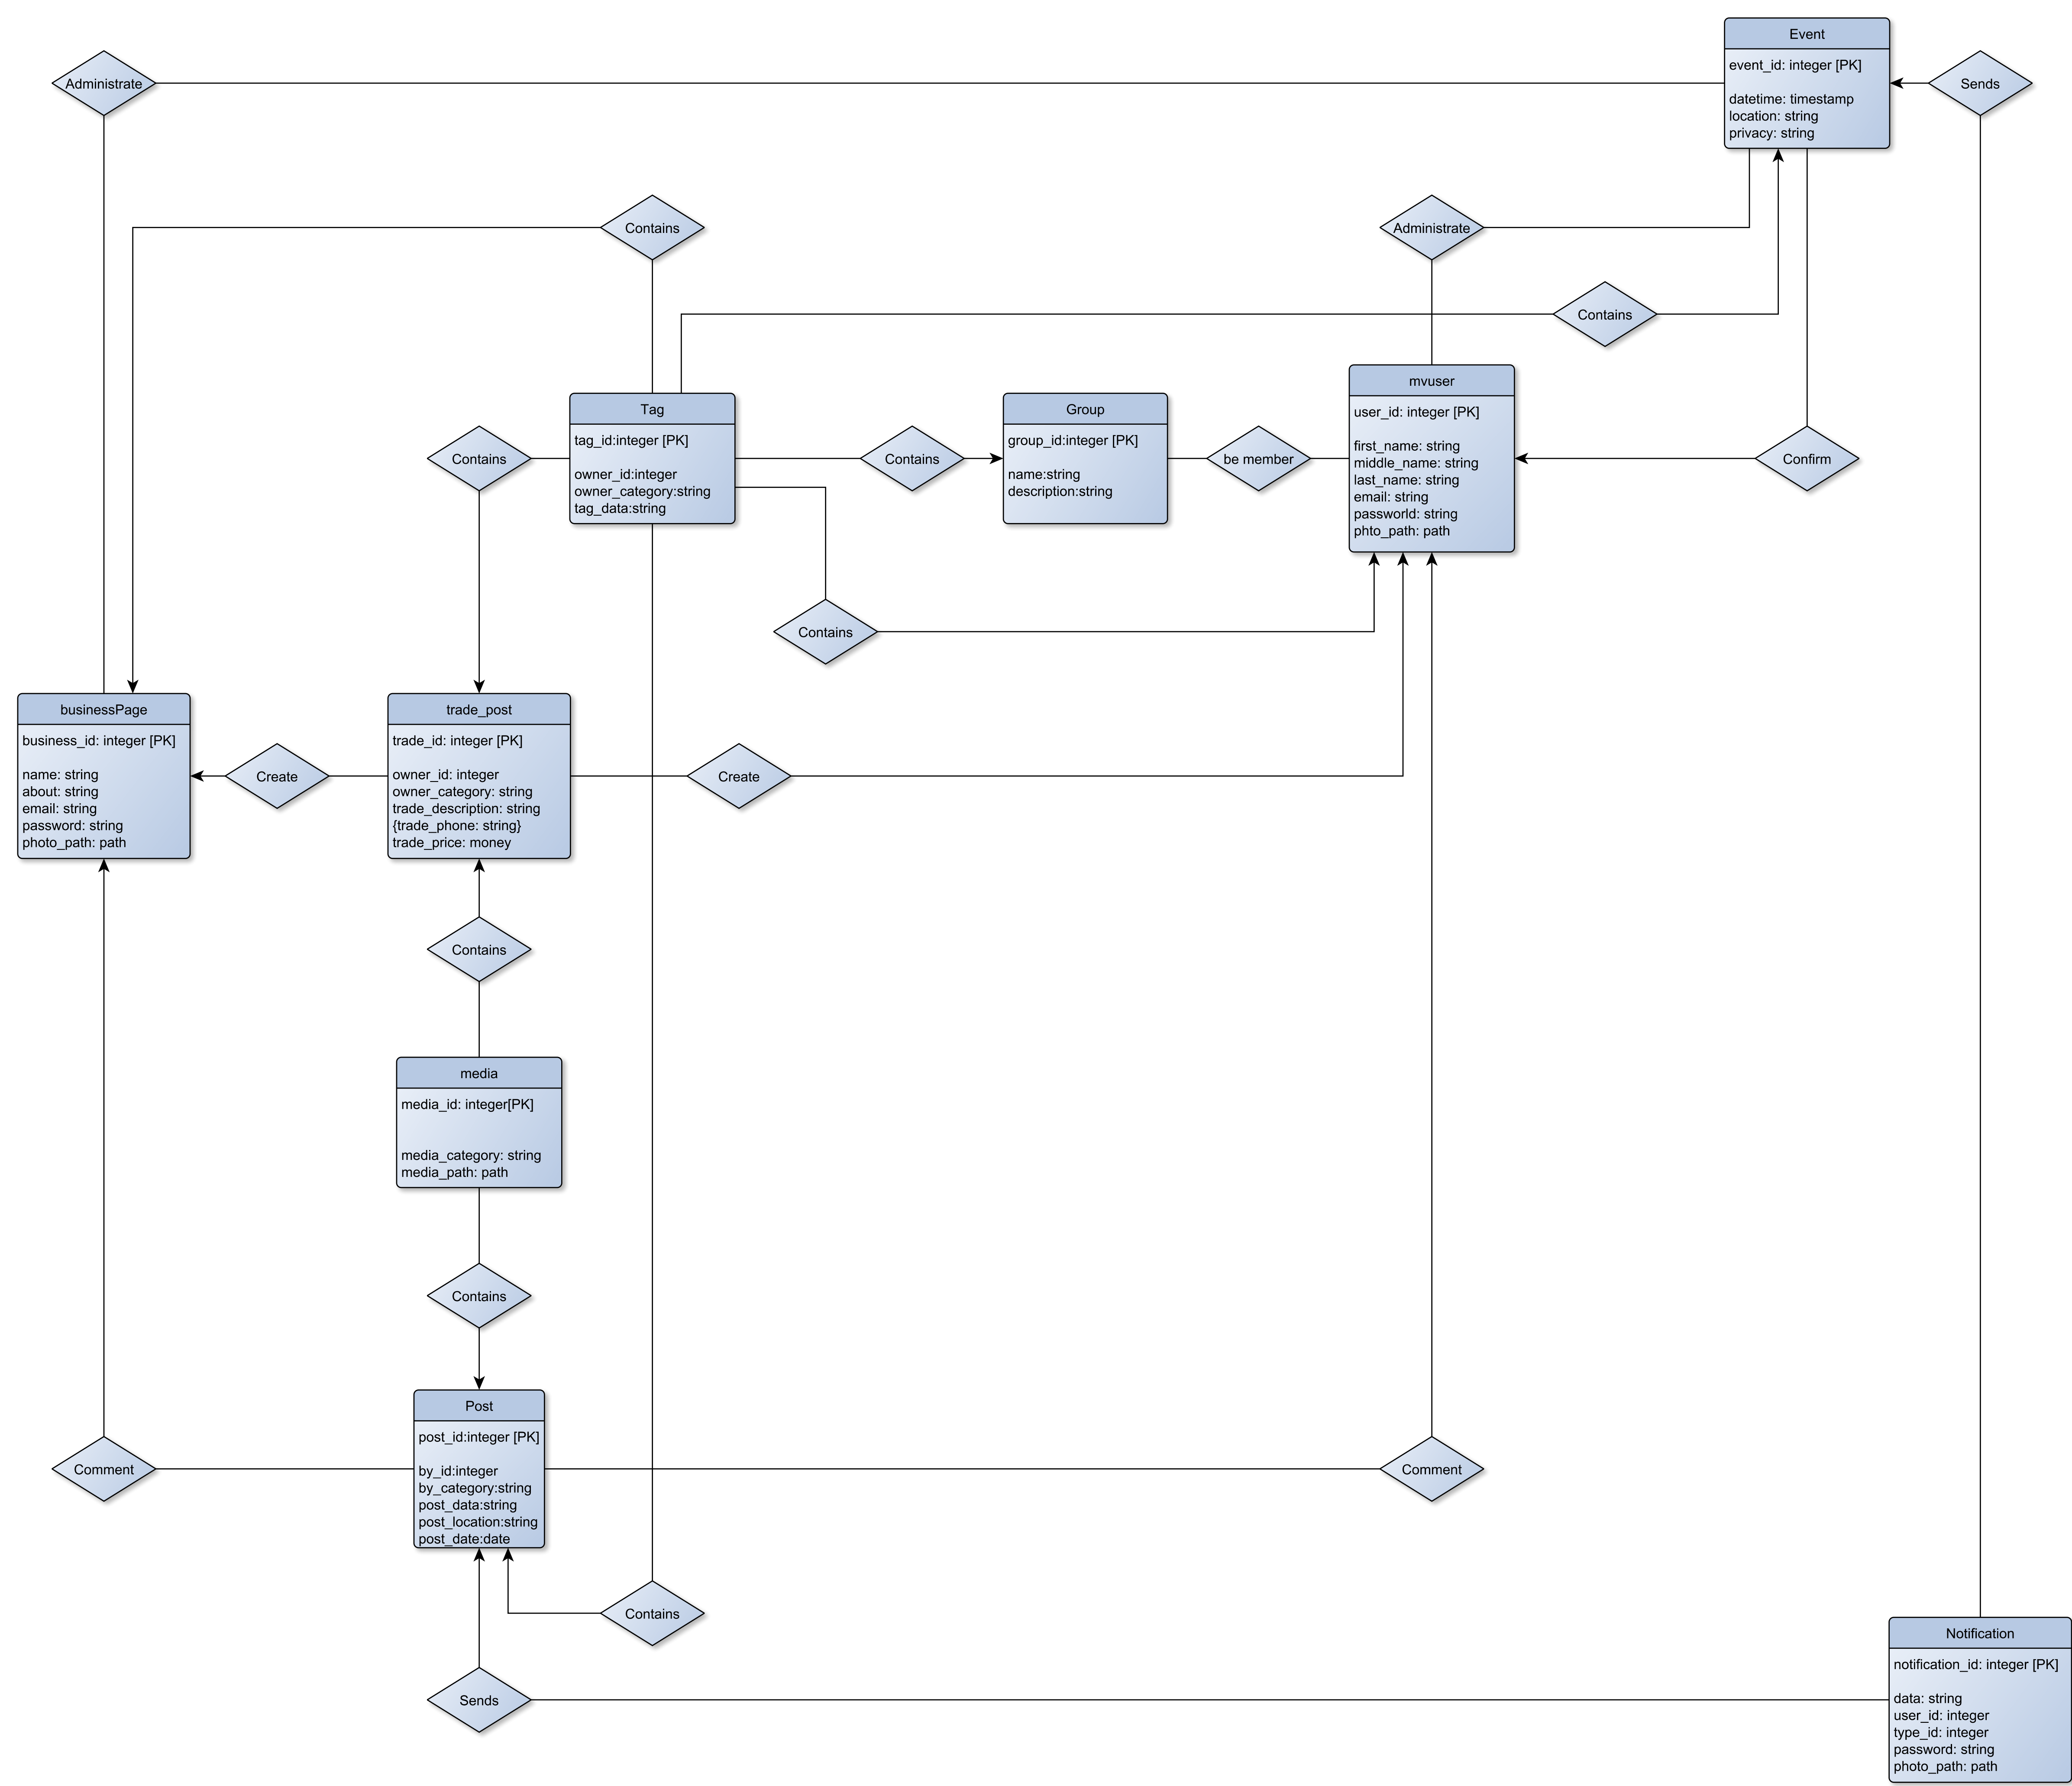 Event
event_id: integer [PK]
datetime: timestamp
location: string
privacy: string
Administrate
Sends
Contains
Administrate
Contains
Tag
tag_id:integer [PK]
owner_id:integer
owner_category:string
tag_data:string
Contains
Contains
Group
group_id:integer [PK]
name:string
description:string
be member
mvuser
user_id: integer [PK]
first_name: string
middle_name: string
last_name: string
email: string
passworld: string
phto_path: path
Confirm
Contains
businessPage
business_id: integer [PK]
name: string
about: string
email: string
password: string
photo_path: path
Create
trade_post
trade_id: integer [PK]
owner_id: integer
owner_category: string
trade_description: string
{trade_phone: string}
trade_price: money
Create
Contains
media
media_id: integer[PK]
media_category: string
media_path: path
Contains
Comment
Post
post_id:integer [PK]
by_id:integer
by_category:string
post_data:string
post_location:string
post_date:date
Comment
Contains
Sends
Notification
notification_id: integer [PK]
data: string
user_id: integer
type_id: integer
password: string
photo_path: path